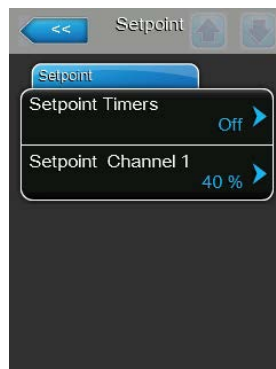 << Setpoint
Setpoint
Setpoint Timers
Off
Setpoint Channel 1
40 %